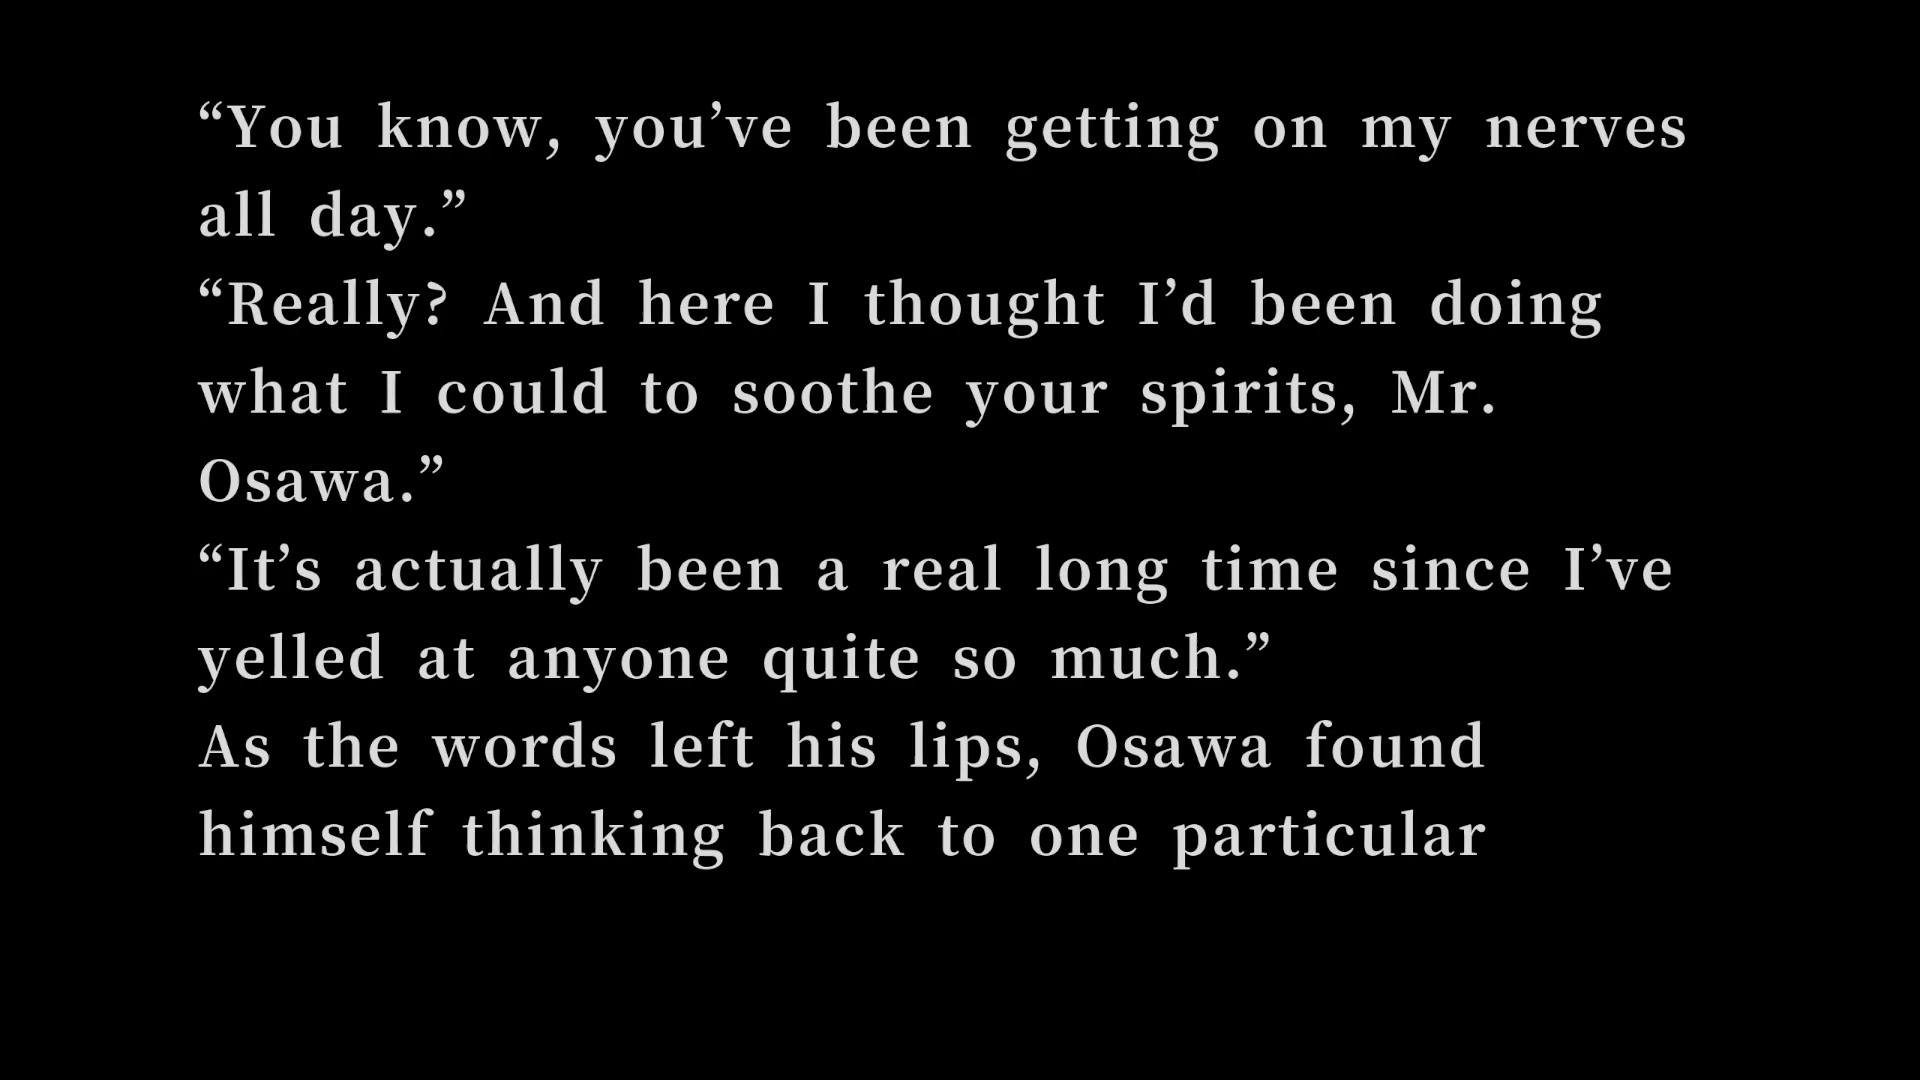 “You know, you’ve been getting on my nerves
all day.”
“Really? And here I thought I’d been doing
what I could to soothe your spirits, Mr.
Osawa.”
“It’s actually been a real long time since I’ve
yelled at anyone quite so much.”
As the words left his lips, Osawa found
himself thinking back to one particular